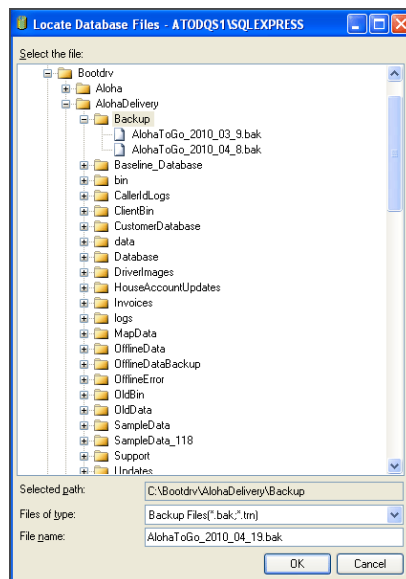 Locate Database Files - ATODQS1\SQLEXPRESS
Select the file:
Bootdrv
Aloha
AlohaDelivery
Backup
AlohaToGo_2010_03_9.bak
AlohaToGo_2010_04_8.bak
Baseline_Database
bin
CallerIdLogs
ClientBin
CustomerDatabase
data
Database
DriverImages
HouseAccountUpdates
Invoices
logs
MapData
OfflineData
OfflineDataBackup
OfflineError
OldBin
OldData
SampleData
SampleData_118
Support
Updates
Selected path: C:\Bootdrv\AlohaDelivery\Backup
Files of type: Backup Files(*.bak;*.trn)
File name: AlohaToGo_2010_04_19.bak
OK Cancel